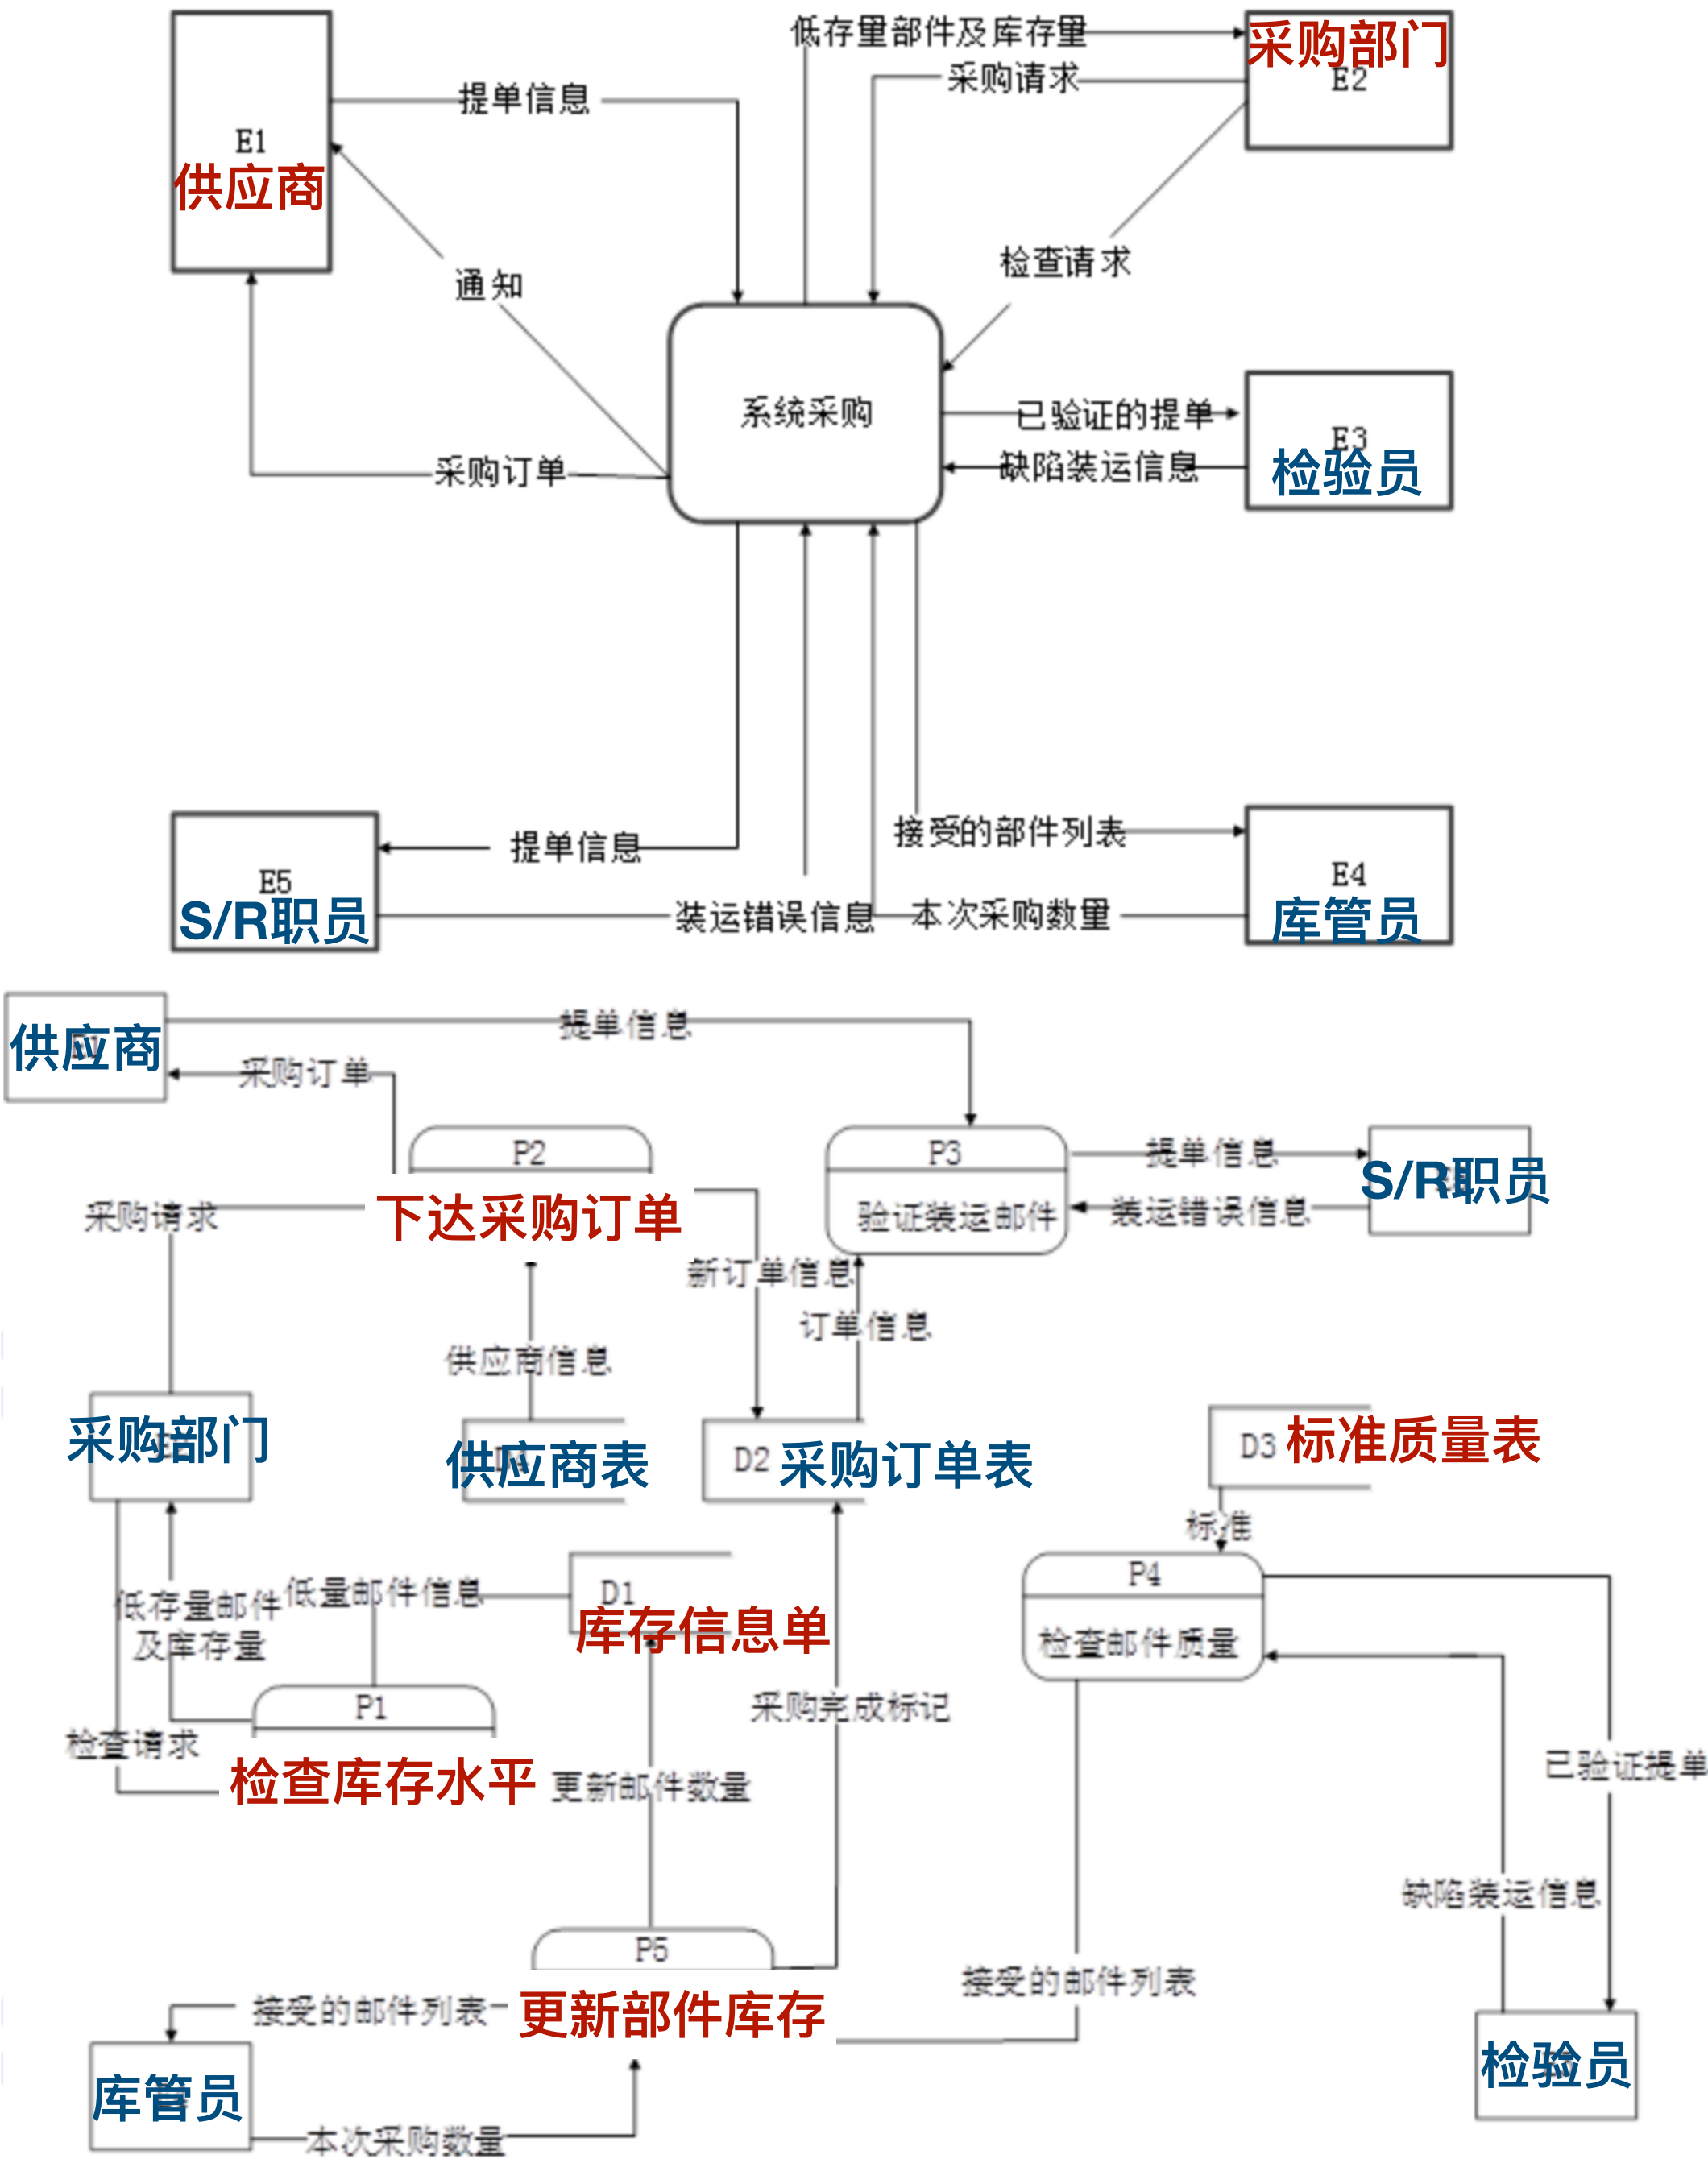 低存量部件及库存量
采购部门
E2
采购请求
提单信息
E1
供应商
检查请求
通知
系统采购
已验证的提单
E3
检验员
缺陷装运信息
采购订单
接受的部件列表
提单信息
E5
S/R职员
E4
库管员
装运错误信息
本次采购数量
供应商
提单信息
采购订单
P2
下达采购订单
P3
验证装运邮件
提单信息
S/R职员
装运错误信息
采购请求
新订单信息
订单信息
供应商信息
采购部门
供应商表
D2
采购订单表
D3
标准质量表
标准
低存量邮件
及库存量
低量邮件信息
D1
库存信息单
P4
检查邮件质量
P1
检查库存水平
检查请求
采购完成标记
更新邮件数量
已验证提单
缺陷装运信息
P5
更新部件库存
接受的邮件列表
接受的邮件列表
库管员
检验员
本次采购数量